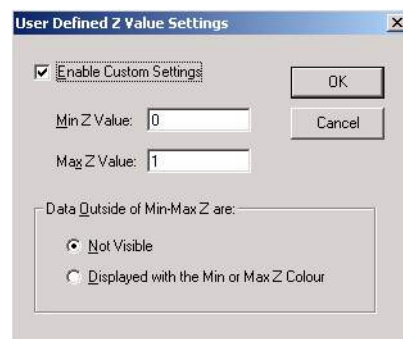 User Defined Z Value Settings
Enable Custom Settings
OK
Min Z Value: 0
Cancel
Max Z Value: 1
Data Outside of Min-Max Z are:
Not Visible
Displayed with the Min or Max Z Colour